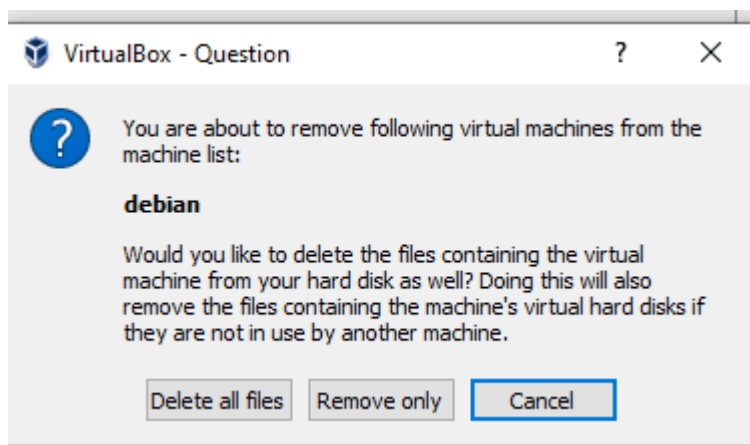 VirtualBox - Question
?
You are about to remove following virtual machines from the
machine list:
debian
Would you like to delete the files containing the virtual
machine from your hard disk as well? Doing this will also
remove the files containing the machine's virtual hard disks if
they are not in use by another machine.
Delete all files Remove only Cancel